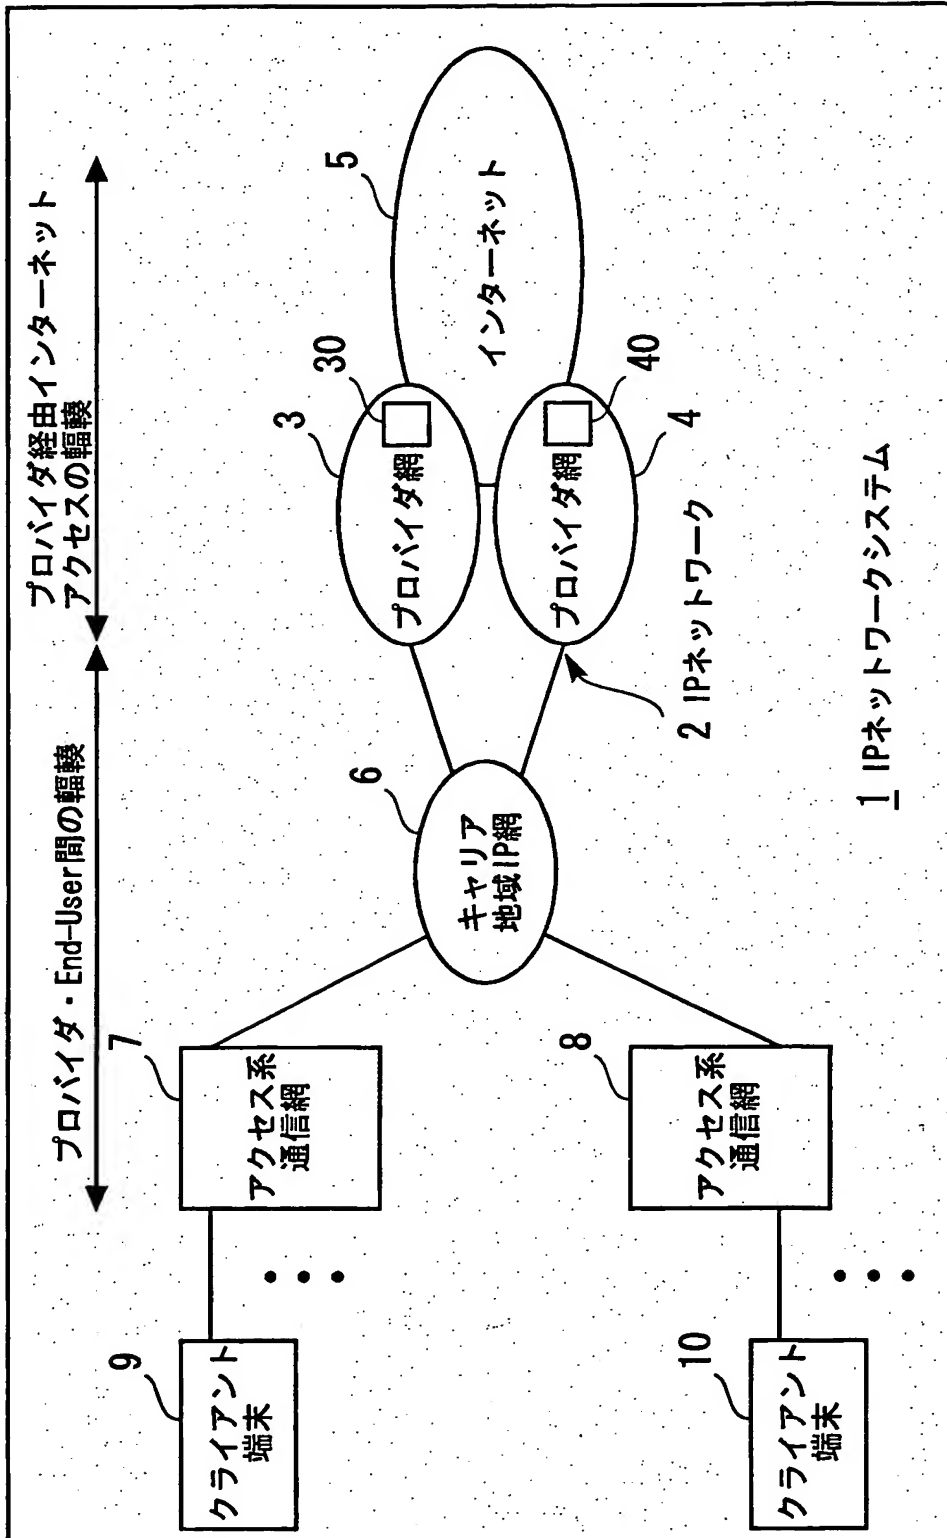 プロバイダ・End-User間の輻輳
プロバイダ経由インターネット
アクセスの輻輳
9
クライアント
端末
7
アクセス系
通信網
6
キャリア
地域IP網
3
プロバイダ網
30
5
インターネット
プロバイダ網
40
4
2 IPネットワーク
8
アクセス系
通信網
10
クライアント
端末
1 IPネットワークシステム